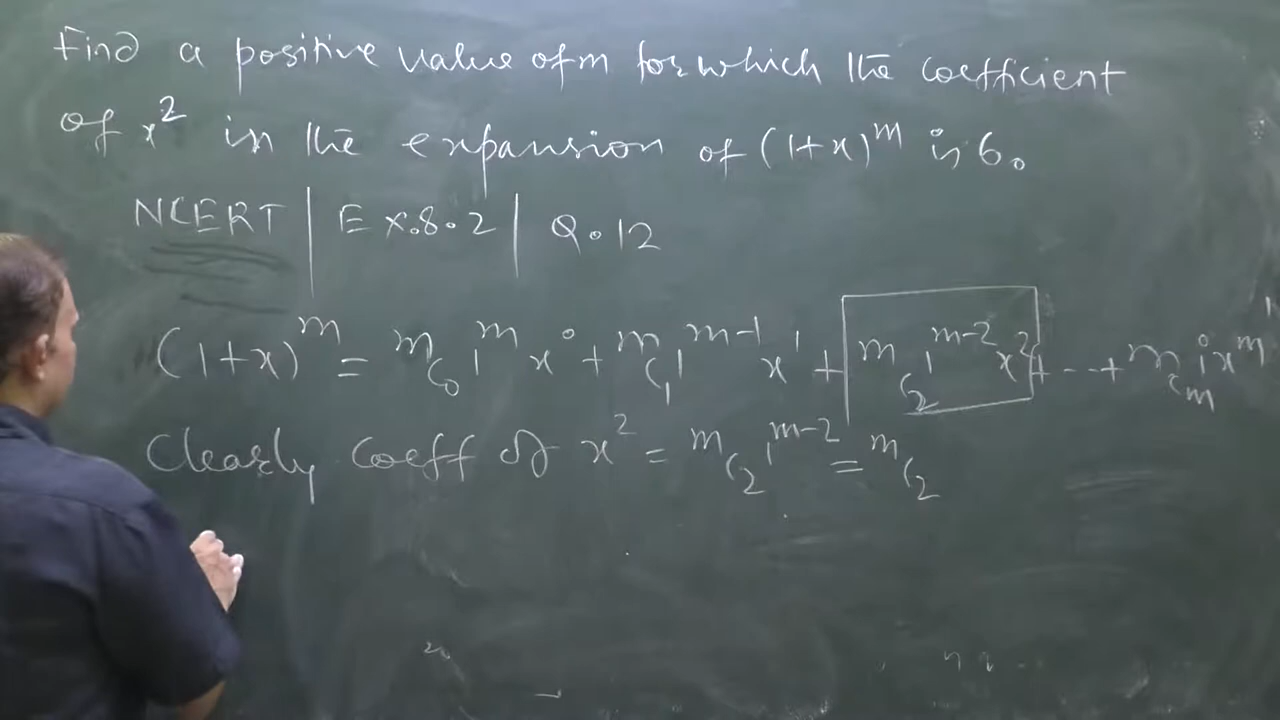 Find a positive value of m for which the coefficient
of x² in the expansion of (1+x)^m is 6.
NCERT | Ex.8.2 | Q.12
(1+x)^m = ᵐC₀ 1^m x⁰ + ᵐC₁ 1^(m-1) x¹ + ᵐC₂ 1^(m-2) x² + --+ ᵐCₘ 1⁰ x^m
Clearly Coeff of x² = ᵐC₂ 1^(m-2) = ᵐC₂